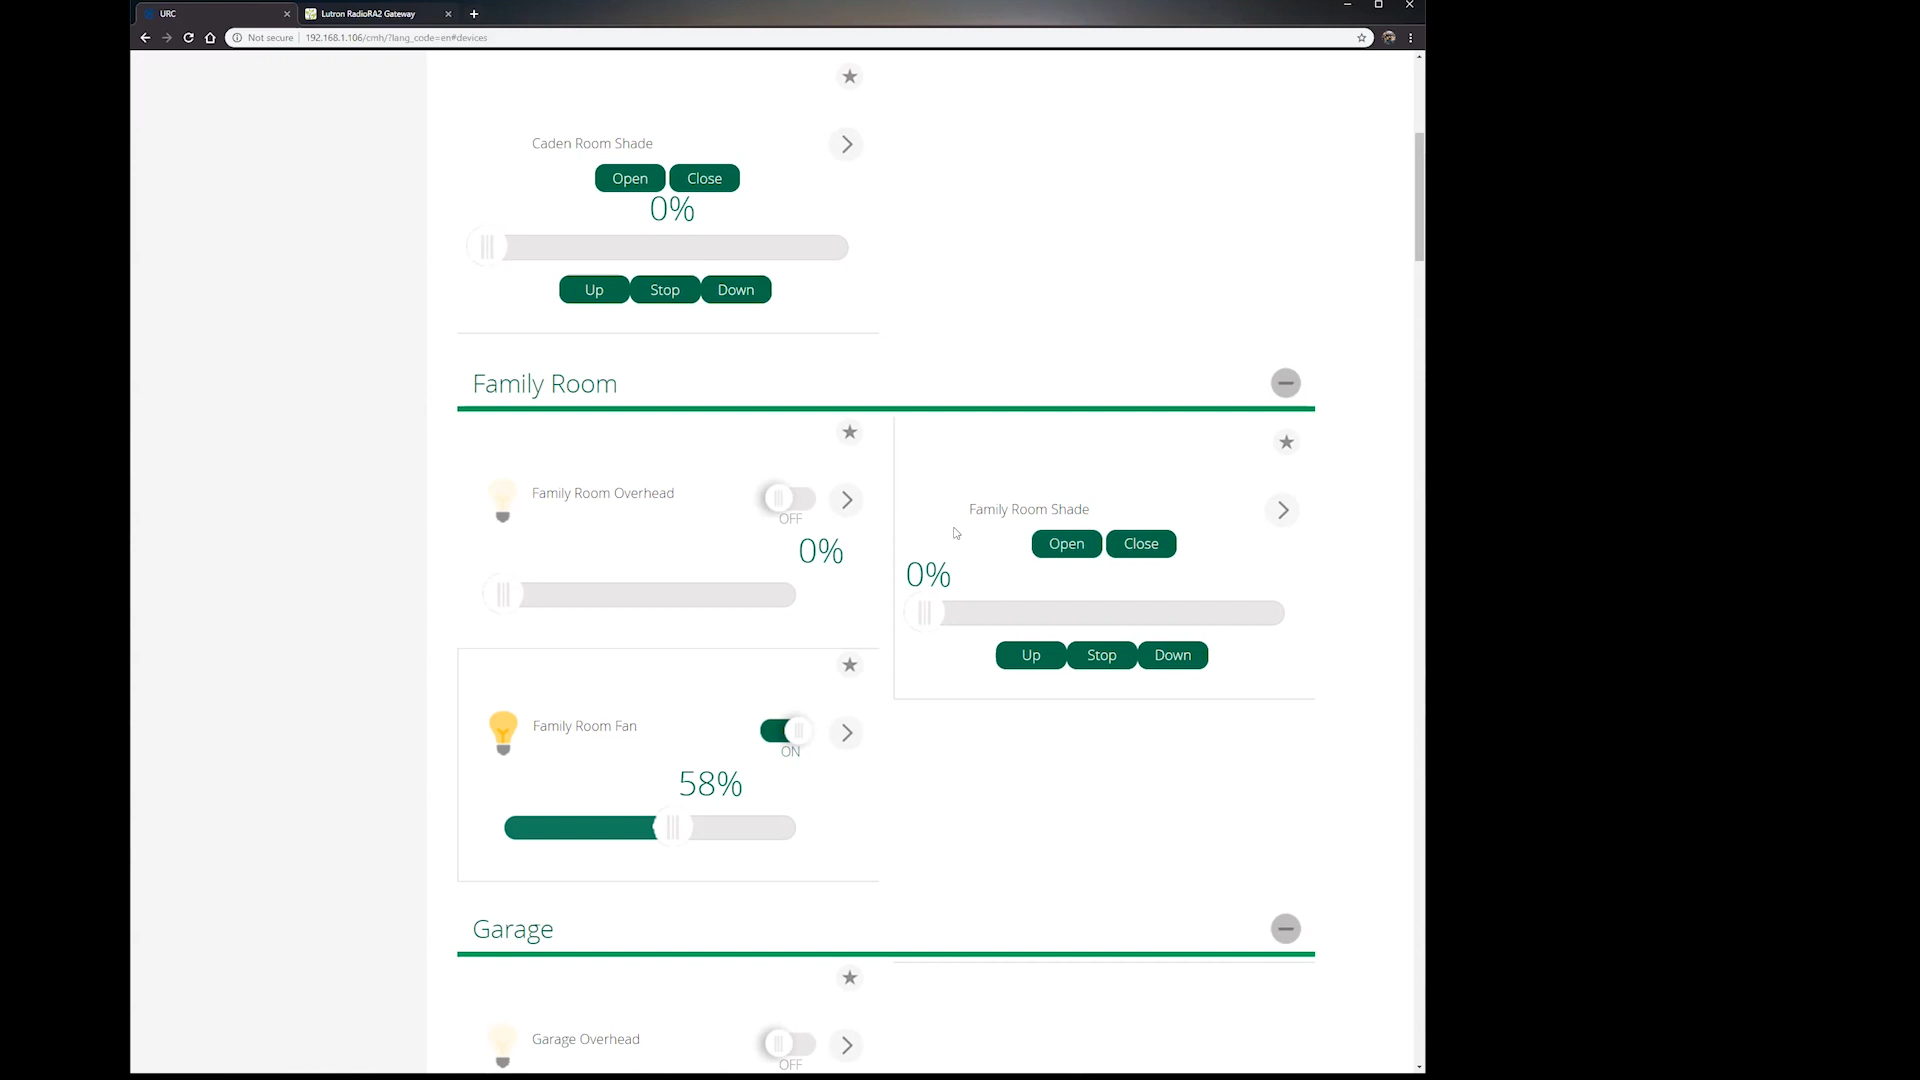 URC
Lutron RadioRA2 Gateway
Not secure
192.168.1.106/cmh/?lang_code=en#devices
Caden Room Shade
Open
Close
0%
Up
Stop
Down
Family Room
Family Room Overhead
OFF
0%
Family Room Shade
Open
Close
0%
Up
Stop
Down
Family Room Fan
ON
58%
Garage
Garage Overhead
OFF